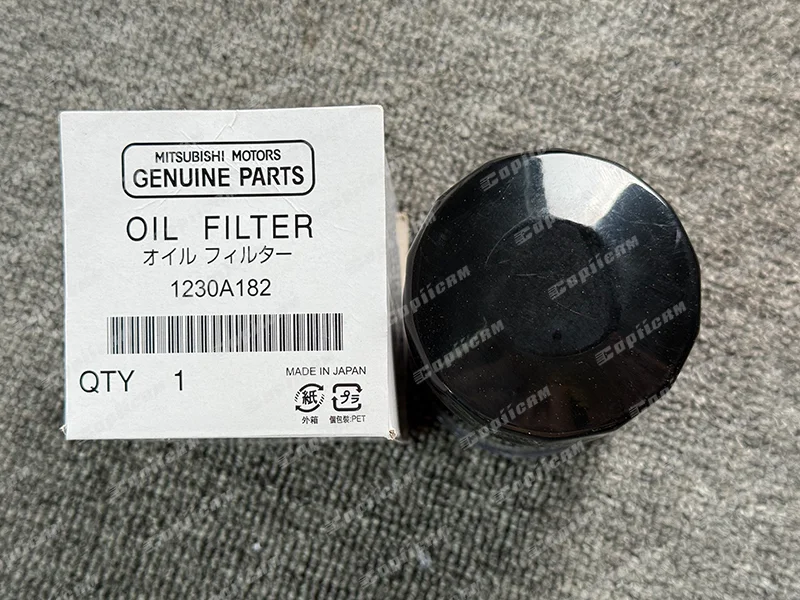 MITSUBISHI MOTORS
GENUINE PARTS
OIL FILTER
オイル フィルター
1230A182
QTY 1
MADE IN JAPAN
紙
プラ
外箱
個包装:PET
CopiiCAM